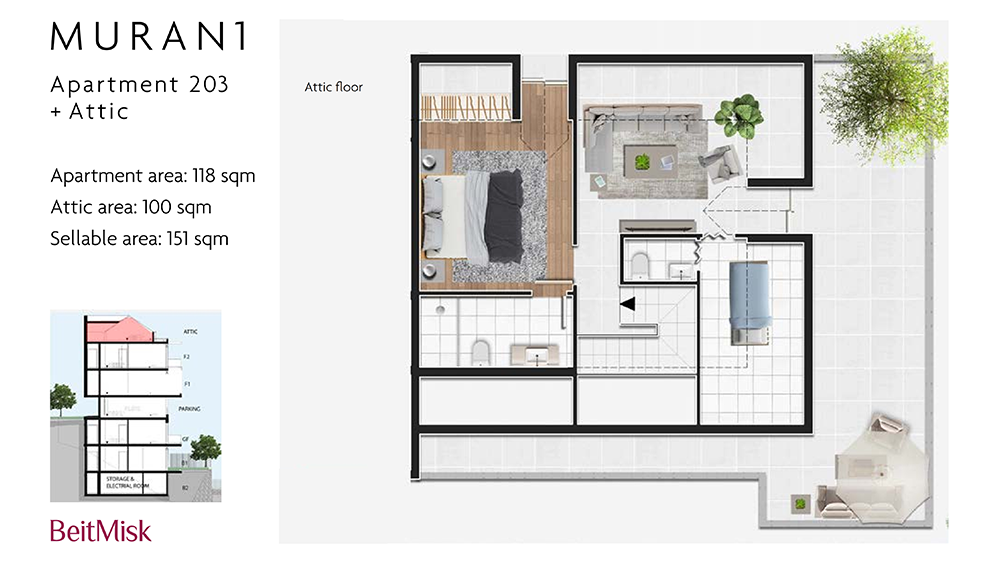 MURAN1
Apartment 203
+ Attic
Apartment area: 118 sqm
Attic area: 100 sqm
Sellable area: 151 sqm
Attic floor
ATTIC
F2
F1
PARKING
GF
B1
STORAGE &
ELECTRIAL ROOM
B2
BeitMisk